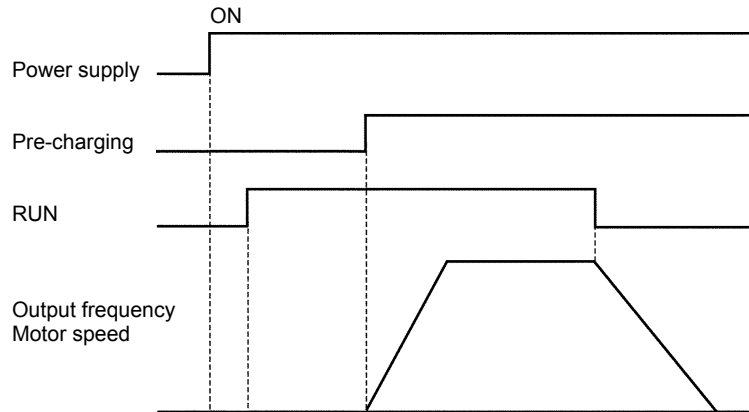 ON
Power supply
Pre-charging
RUN
Output frequency
Motor speed